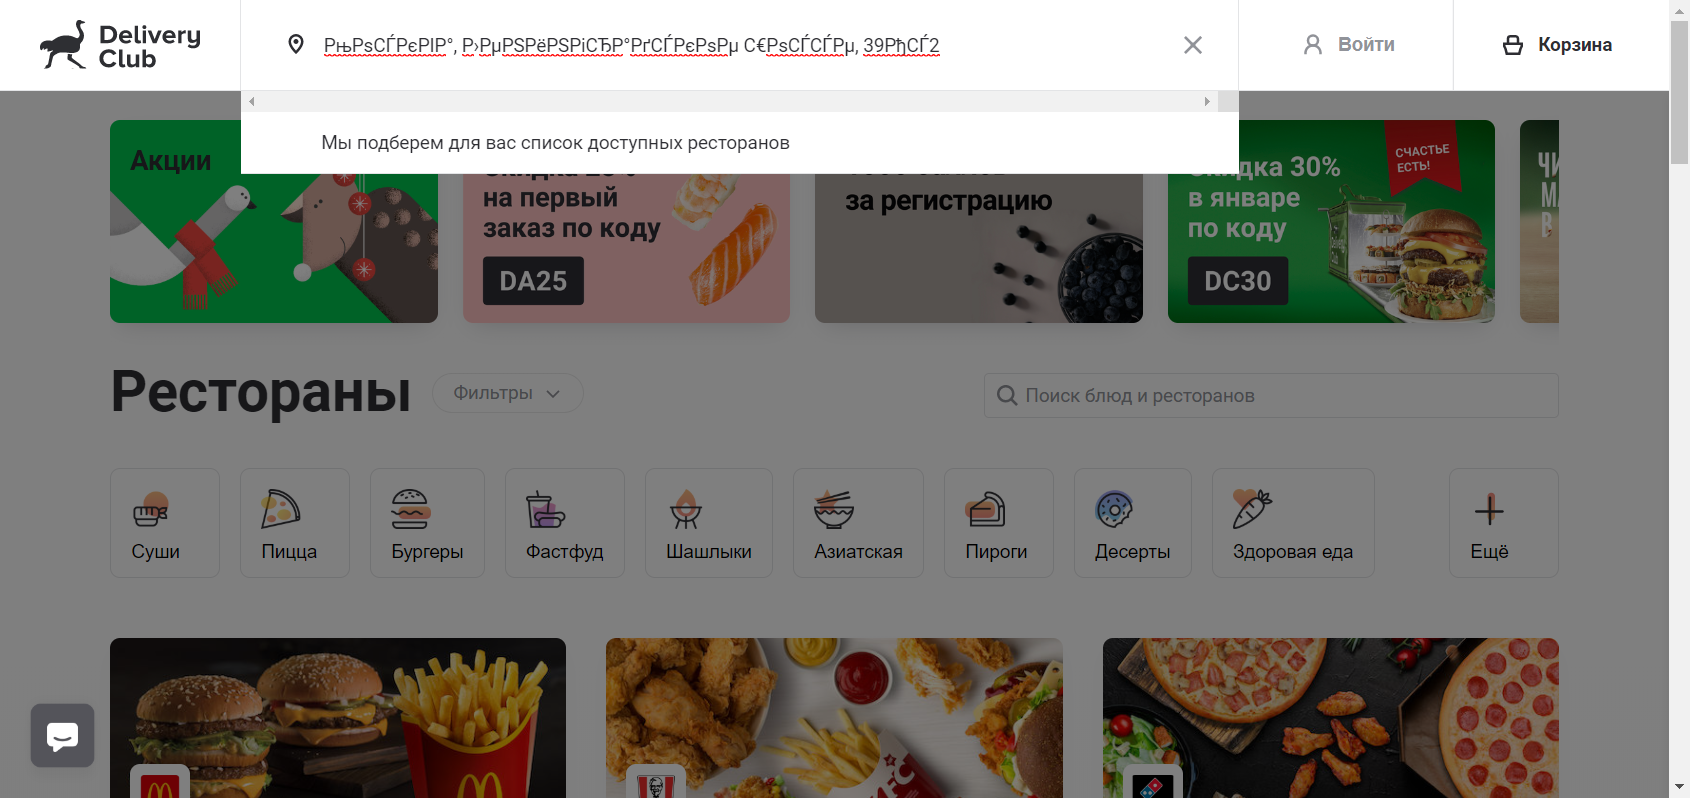 Delivery
Club
РњРѕСЃРєРІР°, Р›РµРЅРёРЅРіСЂР°РґСЃРєРѕРµ С€РѕСЃСЃРµ, 39РђСЃ2
Войти
Корзина
Мы подберем для вас список доступных ресторанов
Акции
на первый
заказ по коду
DA25
за регистрацию
Скидка 30%
в январе
по коду
DC30
СЧАСТЬЕ
ЕСТЬ!
Рестораны
Фильтры
Поиск блюд и ресторанов
Суши
Пицца
Бургеры
Фастфуд
Шашлыки
Азиатская
Пироги
Десерты
Здоровая еда
Ещё
KFC